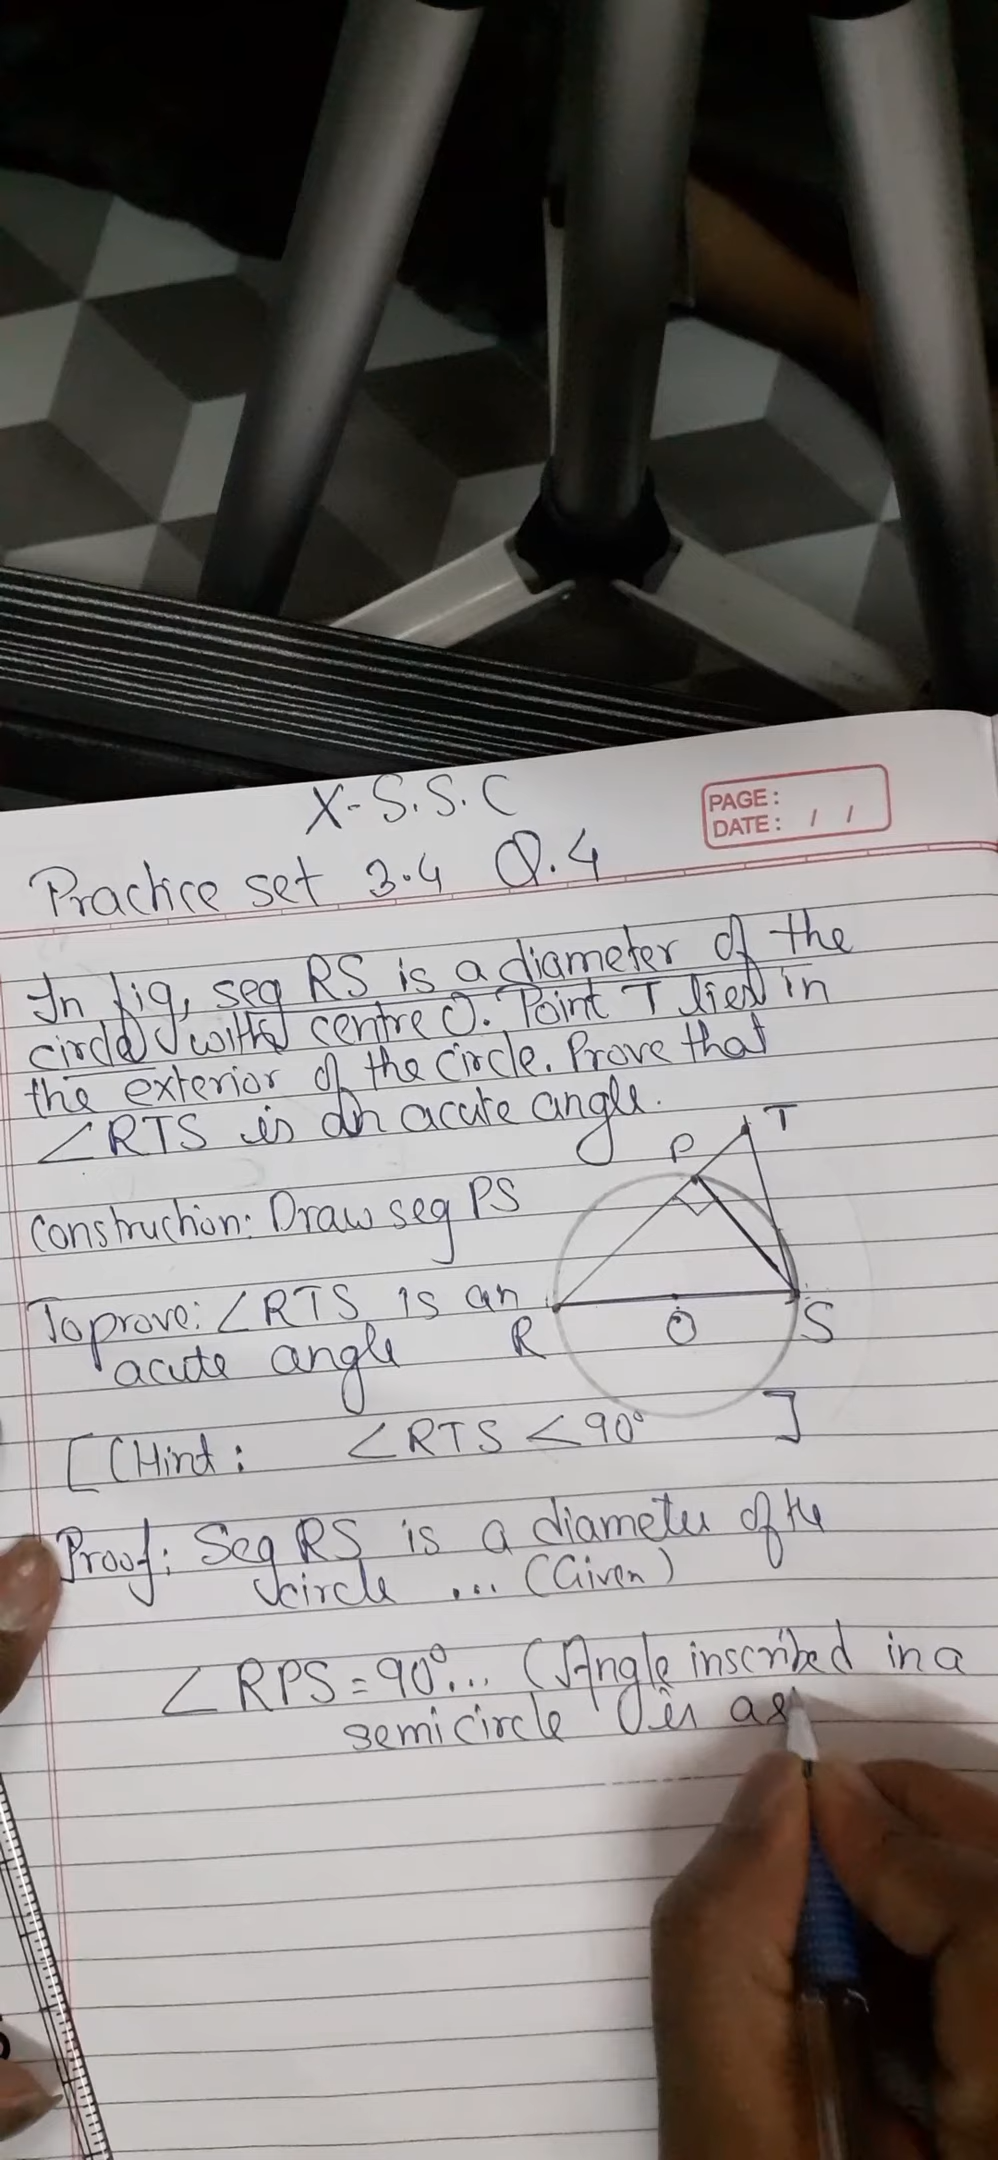 X-S.S.C
PAGE:
DATE: / /
Practice set 3.4 Q.4
In fig, seg RS is a diameter of the
circle with centre O. Point T lies in
the exterior of the circle. Prove that
∠RTS is an acute angle.
T
P
Construction: Draw seg PS
To prove: ∠RTS is an
acute angle
R
O
S
[(Hint: ∠RTS < 90° ]
Proof: Seg RS is a diameter of the
circle ... (Given)
∠RPS = 90°... (Angle inscribed in a
semicircle is a